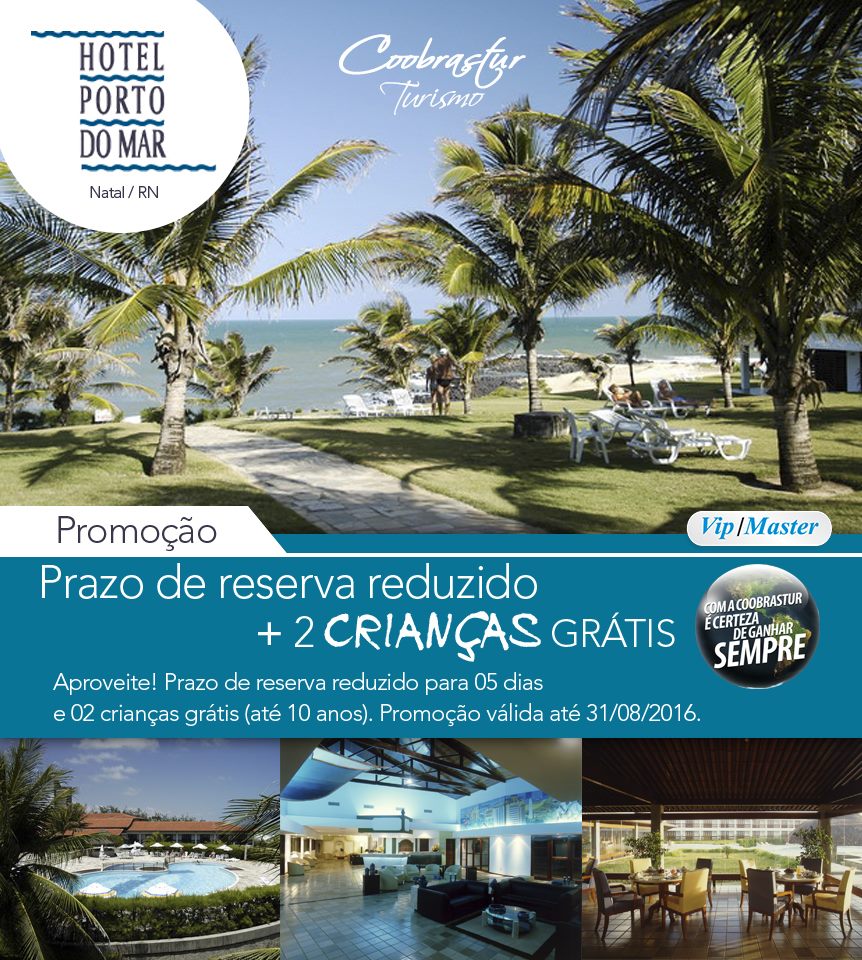 HOTEL
PORTO
DO MAR
Natal / RN
Coobrastur
Turismo
Promoção
Vip/Master
Prazo de reserva reduzido
+ 2 CRIANÇAS GRÁTIS
COM A COOBRASTUR
É CERTEZA
DE GANHAR
SEMPRE
Aproveite! Prazo de reserva reduzido para 05 dias
e 02 crianças grátis (até 10 anos). Promoção válida até 31/08/2016.